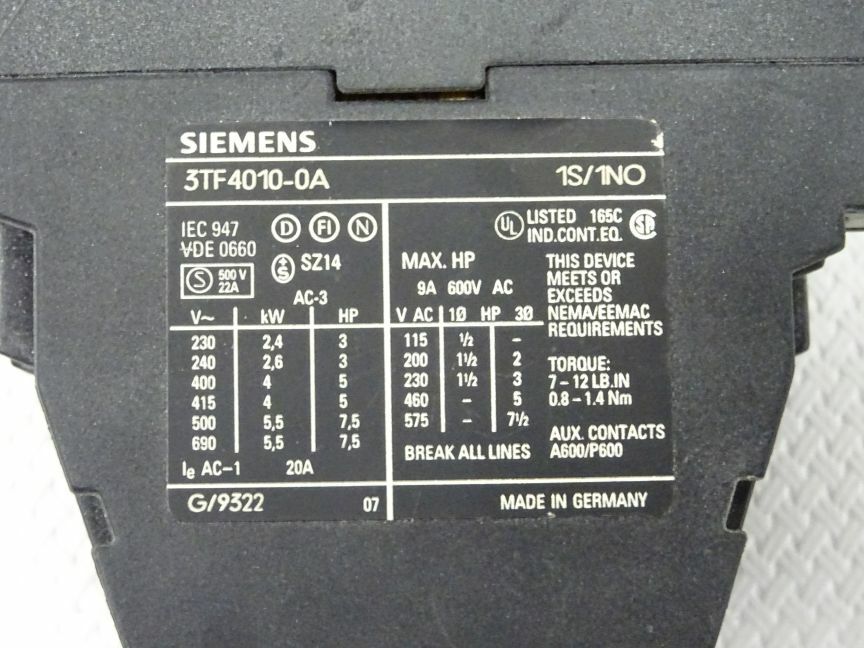 SIEMENS
3TF4010-0A 1S/1NO
IEC 947 D FI N
VDE 0660
S 500 V 22A
+S SZ14
AC-3
V~ kW HP
230 2,4 3
240 2,6 3
400 4 5
415 4 5
500 5,5 7,5
690 5,5 7,5
Ie AC-1 20A
UL LISTED 165C
IND.CONT.EQ. SP
MAX. HP
9A 600V AC
V AC 1Ø HP 3Ø
115 ½ -
200 1½ 2
230 1½ 3
460 - 5
575 - 7½
BREAK ALL LINES
THIS DEVICE
MEETS OR
EXCEEDS
NEMA/EEMAC
REQUIREMENTS
TORQUE:
7-12 LB.IN
0.8-1.4 Nm
AUX. CONTACTS
A600/P600
G/9322 07
MADE IN GERMANY